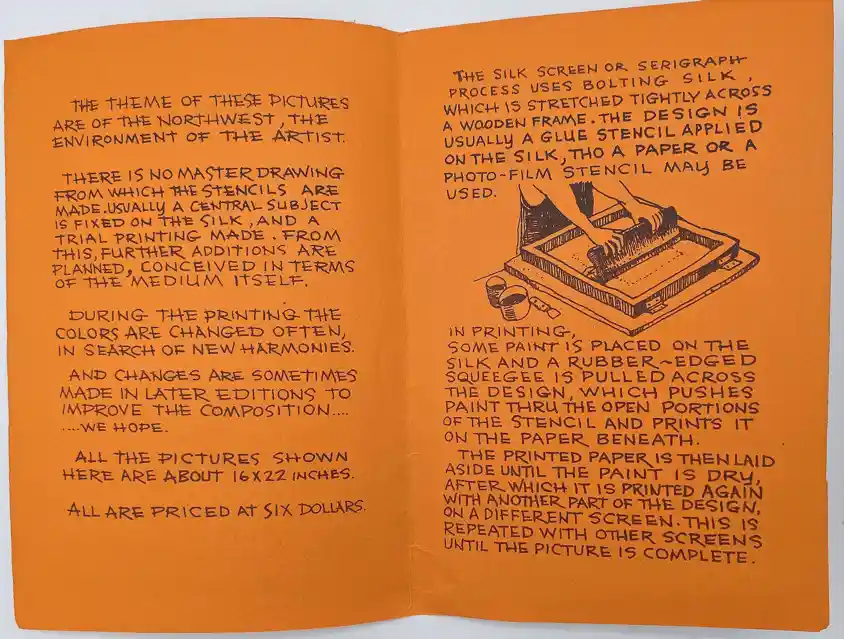 THE THEME OF THESE PICTURES
ARE OF THE NORTHWEST, THE
ENVIRONMENT OF THE ARTIST.
THERE IS NO MASTER DRAWING
FROM WHICH THE STENCILS ARE
MADE. USUALLY A CENTRAL SUBJECT
IS FIXED ON THE SILK, AND A
TRIAL PRINTING MADE. FROM
THIS, FURTHER ADDITIONS ARE
PLANNED, CONCEIVED IN TERMS
OF THE MEDIUM ITSELF.
DURING THE PRINTING THE
COLORS ARE CHANGED OFTEN,
IN SEARCH OF NEW HARMONIES.
AND CHANGES ARE SOMETIMES
MADE IN LATER EDITIONS TO
IMPROVE THE COMPOSITION....
....WE HOPE.
ALL THE PICTURES SHOWN
HERE ARE ABOUT 16X22 INCHES.
ALL ARE PRICED AT SIX DOLLARS.
THE SILK SCREEN OR SERIGRAPH
PROCESS USES BOLTING SILK,
WHICH IS STRETCHED TIGHTLY ACROSS
A WOODEN FRAME. THE DESIGN IS
USUALLY A GLUE STENCIL APPLIED
ON THE SILK, THO A PAPER OR A
PHOTO-FILM STENCIL MAY BE
USED.
IN PRINTING,
SOME PAINT IS PLACED ON THE
SILK AND A RUBBER~EDGED
SQUEEGEE IS PULLED ACROSS
THE DESIGN, WHICH PUSHES
PAINT THRU THE OPEN PORTIONS
OF THE STENCIL AND PRINTS IT
ON THE PAPER BENEATH.
THE PRINTED PAPER IS THEN LAID
ASIDE UNTIL THE PAINT IS DRY,
AFTER WHICH IT IS PRINTED AGAIN
WITH ANOTHER PART OF THE DESIGN,
ON A DIFFERENT SCREEN. THIS IS
REPEATED WITH OTHER SCREENS
UNTIL THE PICTURE IS COMPLETE.